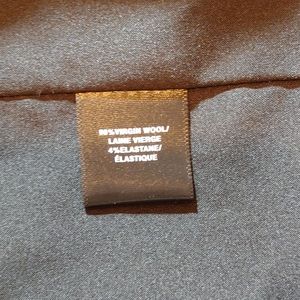 96%VIRGIN WOOL/
LAINE VIERGE
4%ELASTANE/
ÉLASTIQUE